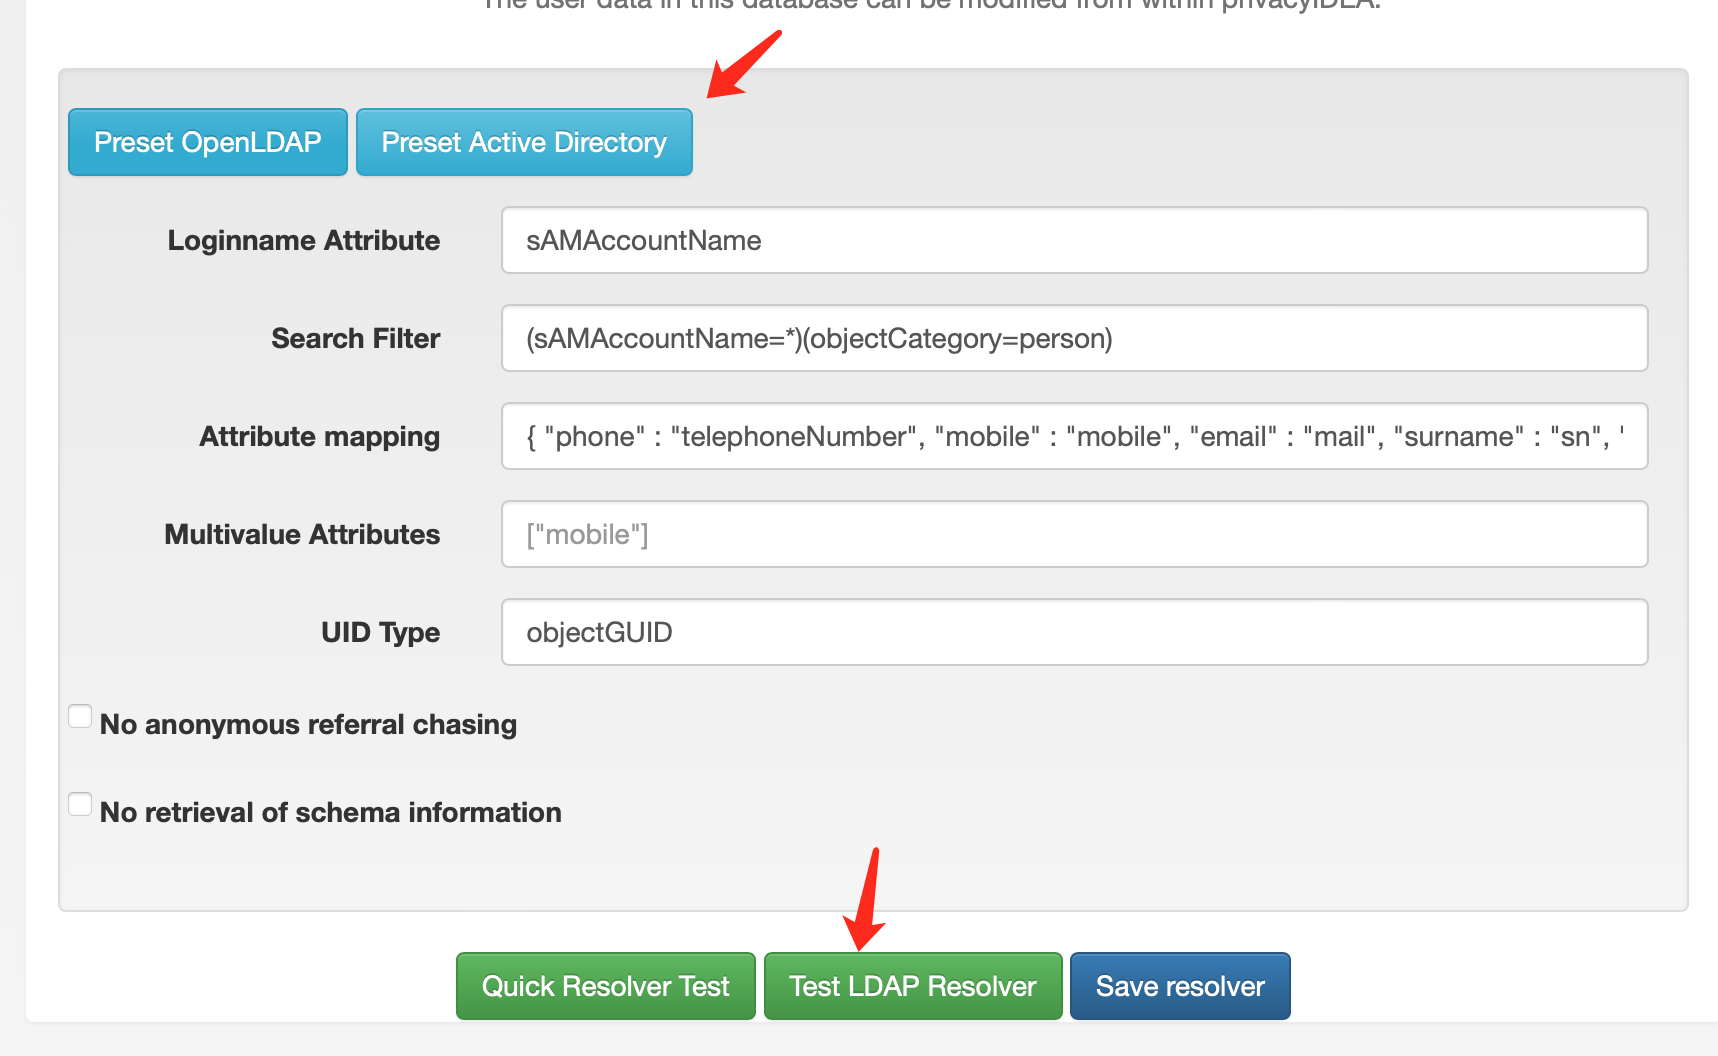 The user data in this database can be modified from within privacyIDEA.
Preset OpenLDAP Preset Active Directory
Loginname Attribute sAMAccountName
Search Filter (sAMAccountName=*)(objectCategory=person)
Attribute mapping { "phone" : "telephoneNumber", "mobile" : "mobile", "email" : "mail", "surname" : "sn", "
Multivalue Attributes ["mobile"]
UID Type objectGUID
No anonymous referral chasing
No retrieval of schema information
Quick Resolver Test Test LDAP Resolver Save resolver